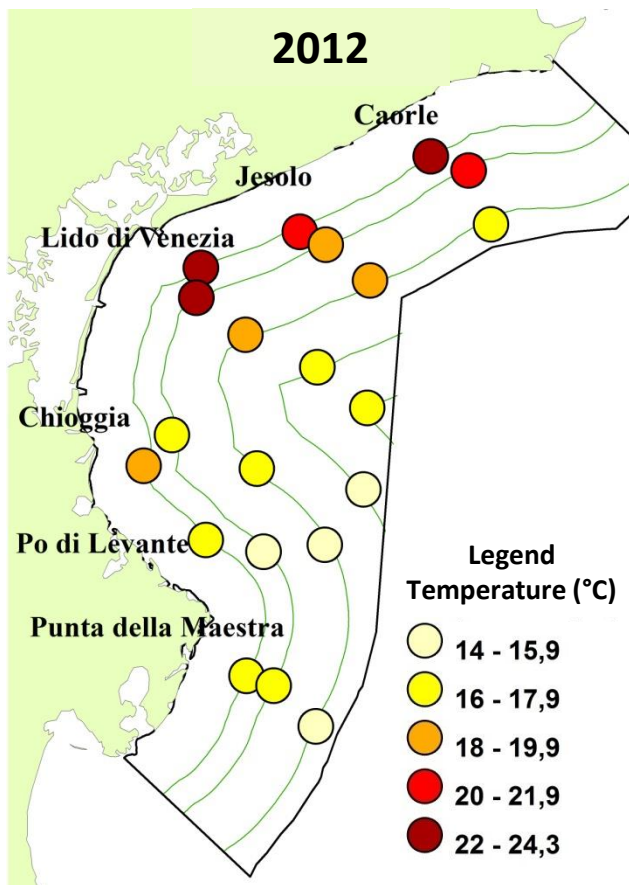 2012
Caorle
Jesolo
Lido di Venezia
Chioggia
Po di Levante
Punta della Maestra
Legend
Temperature (°C)
14 - 15,9
16 - 17,9
18 - 19,9
20 - 21,9
22 - 24,3